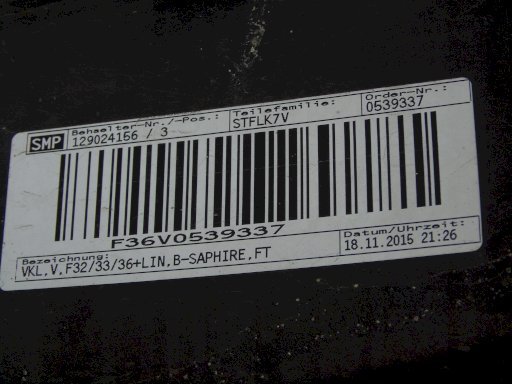 SMP
Behaelter-Nr./-Pos.:
129024166 / 3
Teilefamilie:
STFLK7V
Order-Nr.:
0539337
F36V0539337
Bezeichnung:
VKL,V,F32/33/36+LIN,B-SAPHIRE,FT
Datum/Uhrzeit:
18.11.2015 21:26